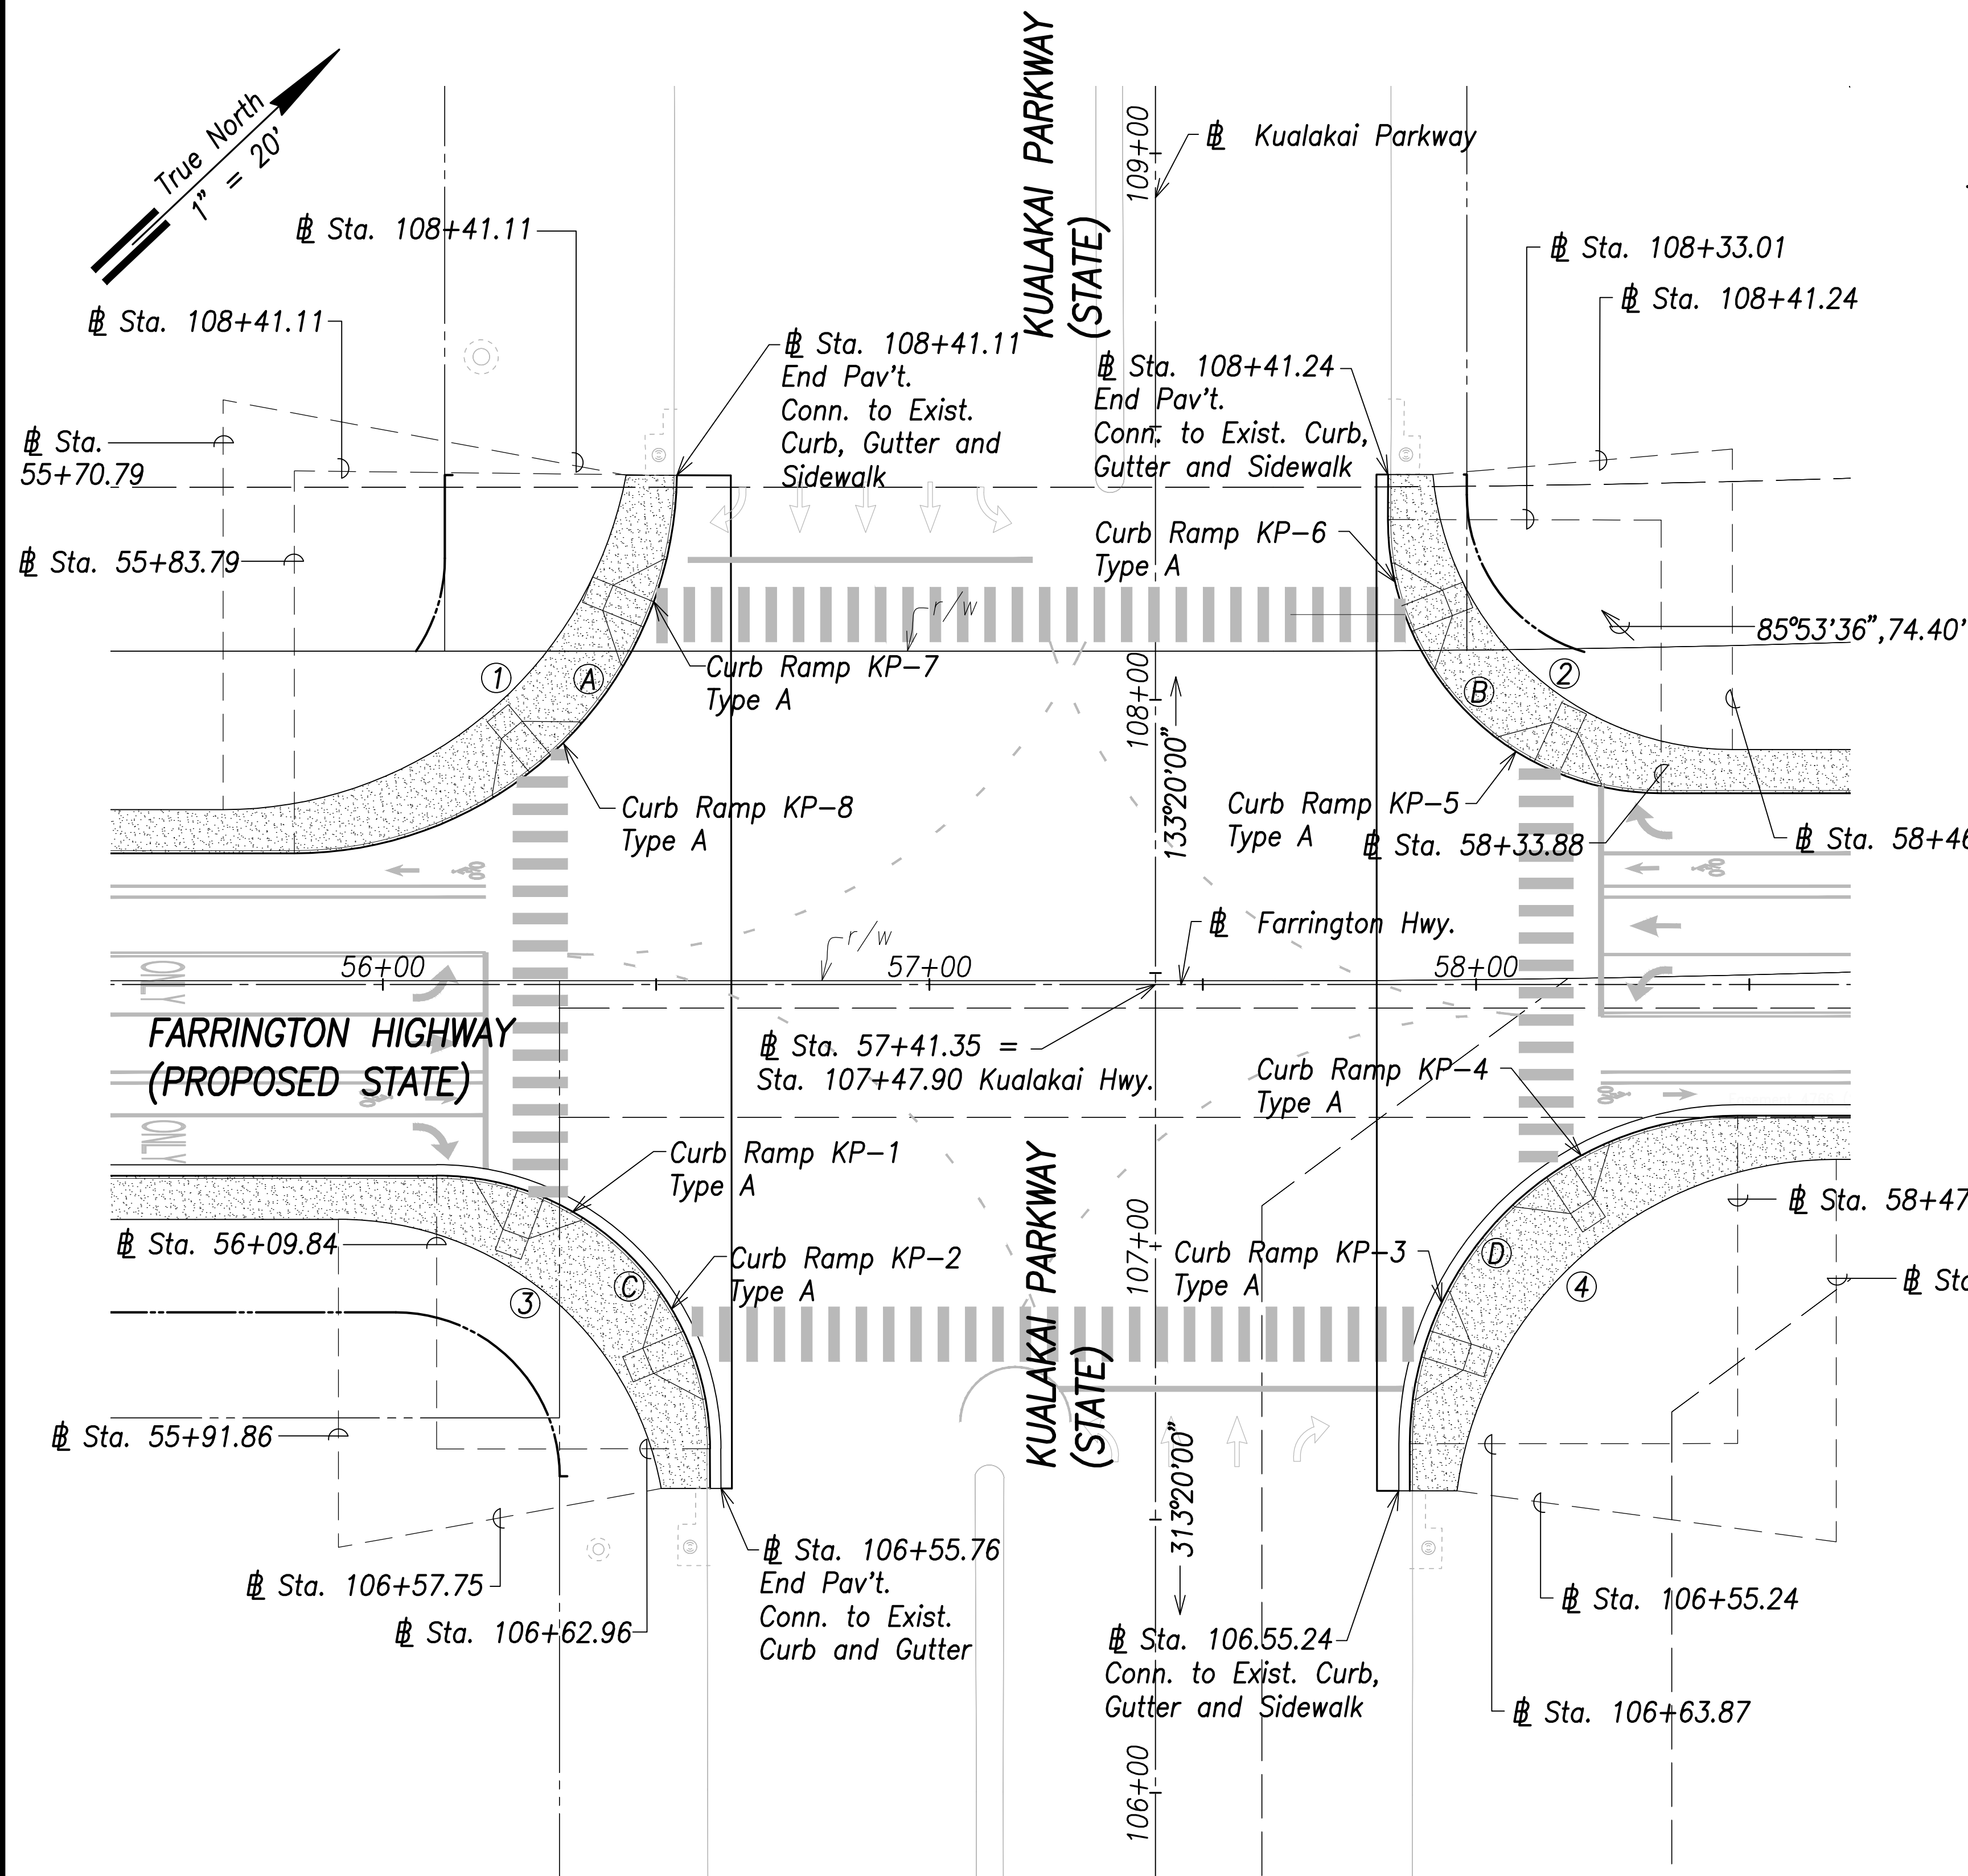 True North
1" = 20'
KUALAKAI PARKWAY
(STATE)
109+00
℄ Kualakai Parkway
℄ Sta. 108+41.11
℄ Sta. 108+33.01
℄ Sta. 108+41.24
℄ Sta. 108+41.11
℄ Sta. 108+41.11
End Pav't.
Conn. to Exist.
Curb, Gutter and
Sidewalk
℄ Sta. 108+41.24
End Pav't.
Conn. to Exist. Curb,
Gutter and Sidewalk
℄ Sta.
55+70.79
℄ Sta. 55+83.79
Curb Ramp KP-6
Type A
r/w
85°53'36",74.40'
Curb Ramp KP-7
Type A
1
A
B
2
108+00
133°20'00"
Curb Ramp KP-8
Type A
Curb Ramp KP-5
Type A
℄ Sta. 58+33.88
℄ Sta. 58+46
r/w
℄ Farrington Hwy.
ONLY
56+00
57+00
58+00
FARRINGTON HIGHWAY
(PROPOSED STATE)
℄ Sta. 57+41.35 =
Sta. 107+47.90 Kualakai Hwy.
Curb Ramp KP-4
Type A
ONLY
Curb Ramp KP-1
Type A
KUALAKAI PARKWAY
(STATE)
107+00
℄ Sta. 58+47
℄ Sta. 56+09.84
Curb Ramp KP-2
Type A
Curb Ramp KP-3
Type A
C
3
D
4
℄ Sta
℄ Sta. 55+91.86
313°20'00"
℄ Sta. 106+55.76
End Pav't.
Conn. to Exist.
Curb and Gutter
℄ Sta. 106+57.75
℄ Sta. 106+62.96
℄ Sta. 106+55.24
℄ Sta. 106.55.24
Conn. to Exist. Curb,
Gutter and Sidewalk
℄ Sta. 106+63.87
106+00